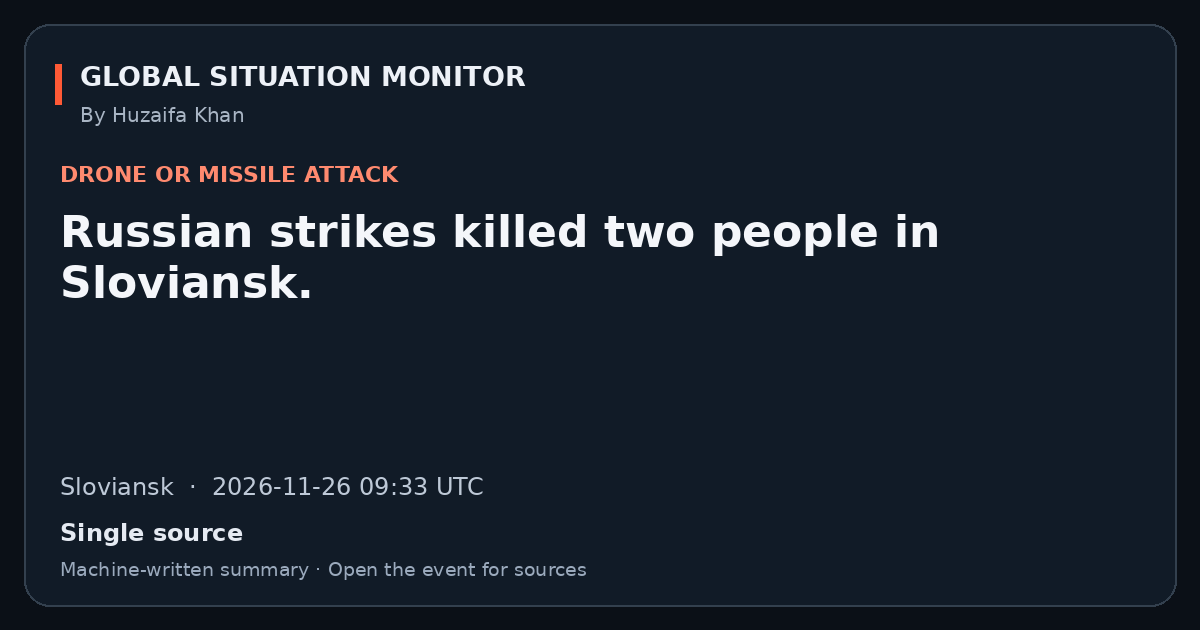 GLOBAL SITUATION MONITOR
By Huzaifa Khan
DRONE OR MISSILE ATTACK
Russian strikes killed two people in
Sloviansk.
Sloviansk · 2026-11-26 09:33 UTC
Single source
Machine-written summary · Open the event for sources